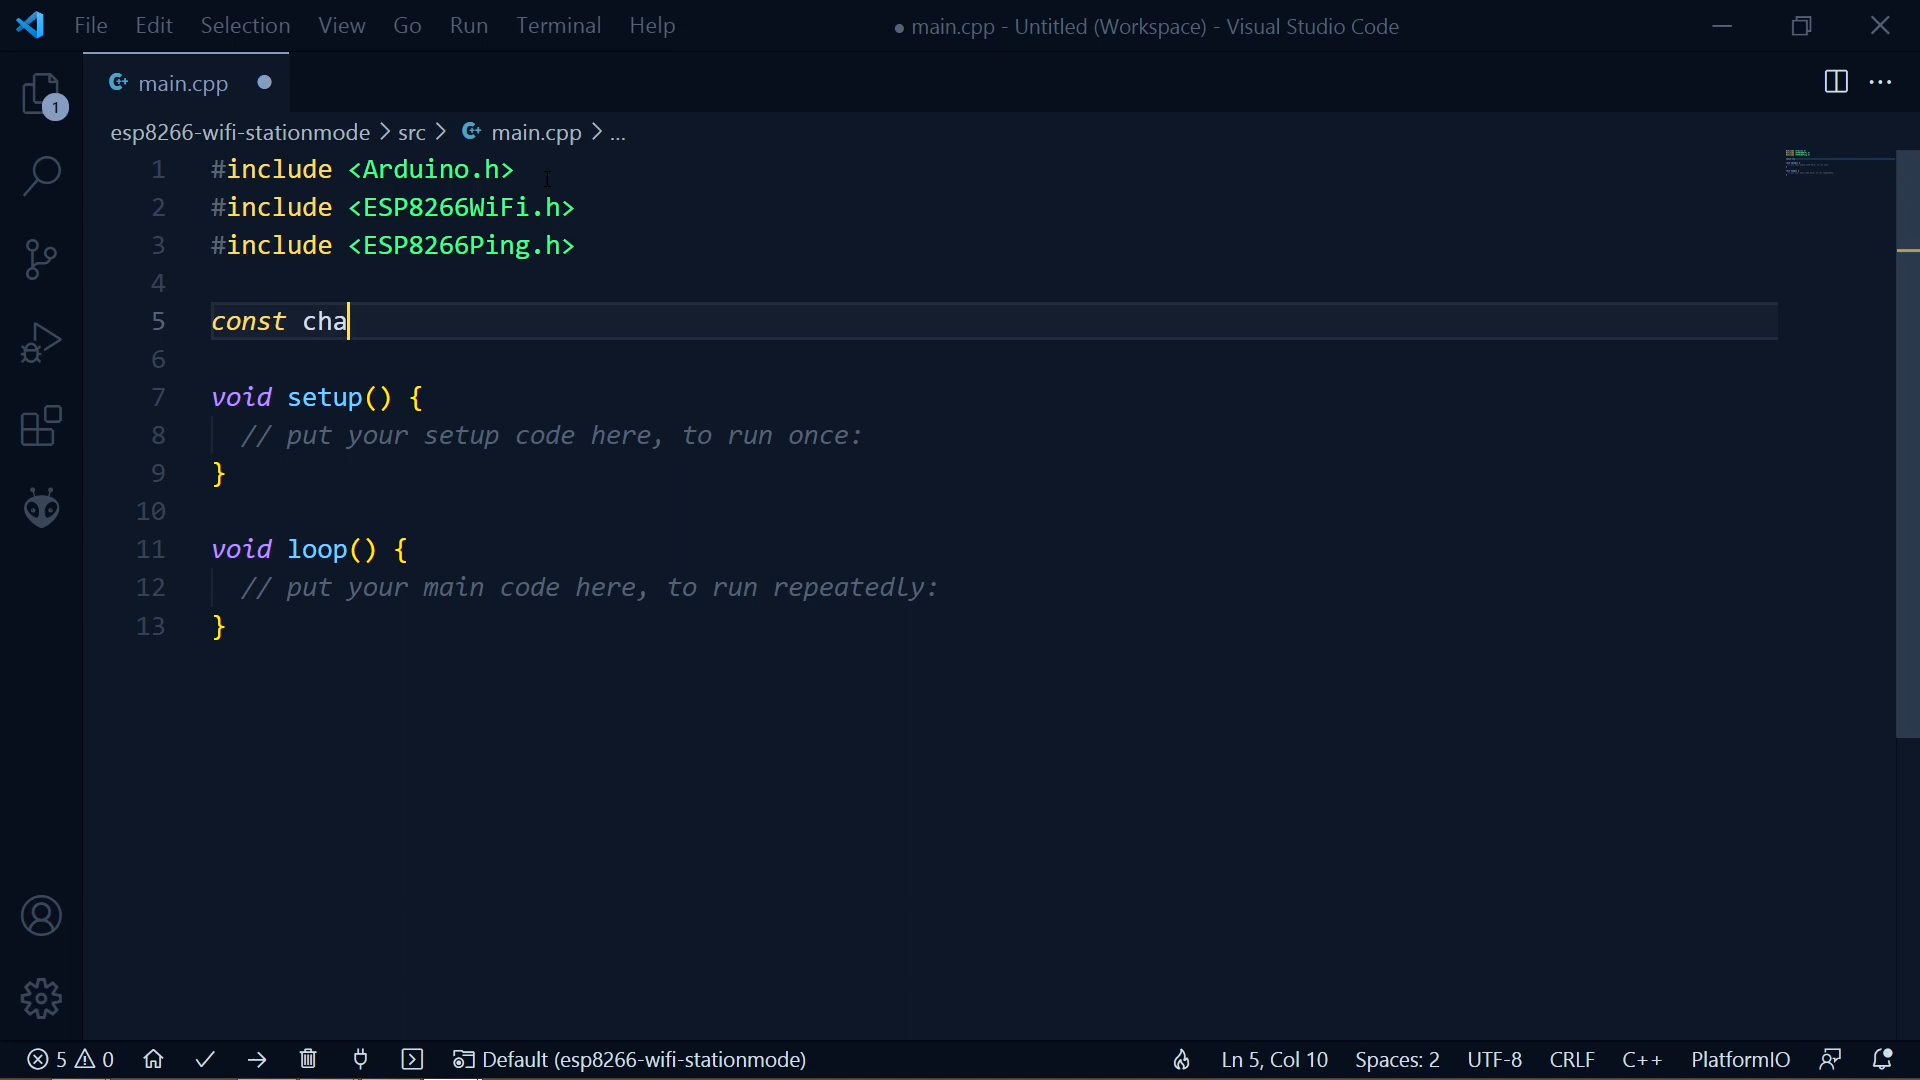 File Edit Selection View Go Run Terminal Help ● main.cpp - Untitled (Workspace) - Visual Studio Code
main.cpp
1
esp8266-wifi-stationmode > src > main.cpp > ...
1 #include <Arduino.h>
2 #include <ESP8266WiFi.h>
3 #include <ESP8266Ping.h>
4
5 const cha
6
7 void setup() {
8 // put your setup code here, to run once:
9 }
10
11 void loop() {
12 // put your main code here, to run repeatedly:
13 }
5 0 Default (esp8266-wifi-stationmode) Ln 5, Col 10 Spaces: 2 UTF-8 CRLF C++ PlatformIO